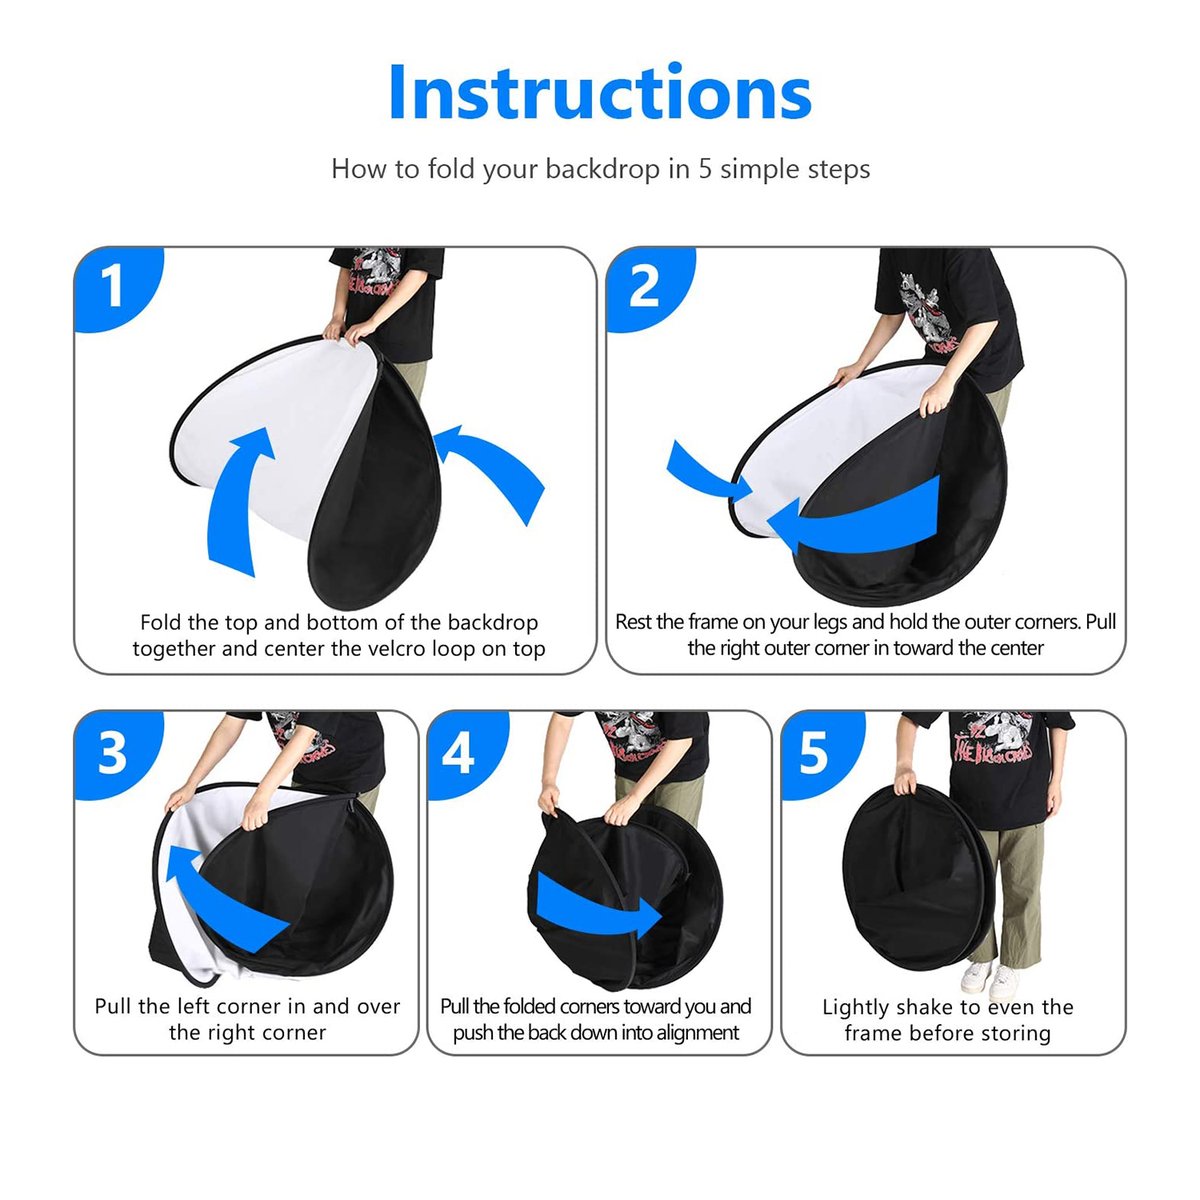 Instructions
How to fold your backdrop in 5 simple steps
1
Fold the top and bottom of the backdrop
together and center the velcro loop on top
2
Rest the frame on your legs and hold the outer corners. Pull
the right outer corner in toward the center
3
Pull the left corner in and over
the right corner
4
Pull the folded corners toward you and
push the back down into alignment
5
Lightly shake to even the
frame before storing